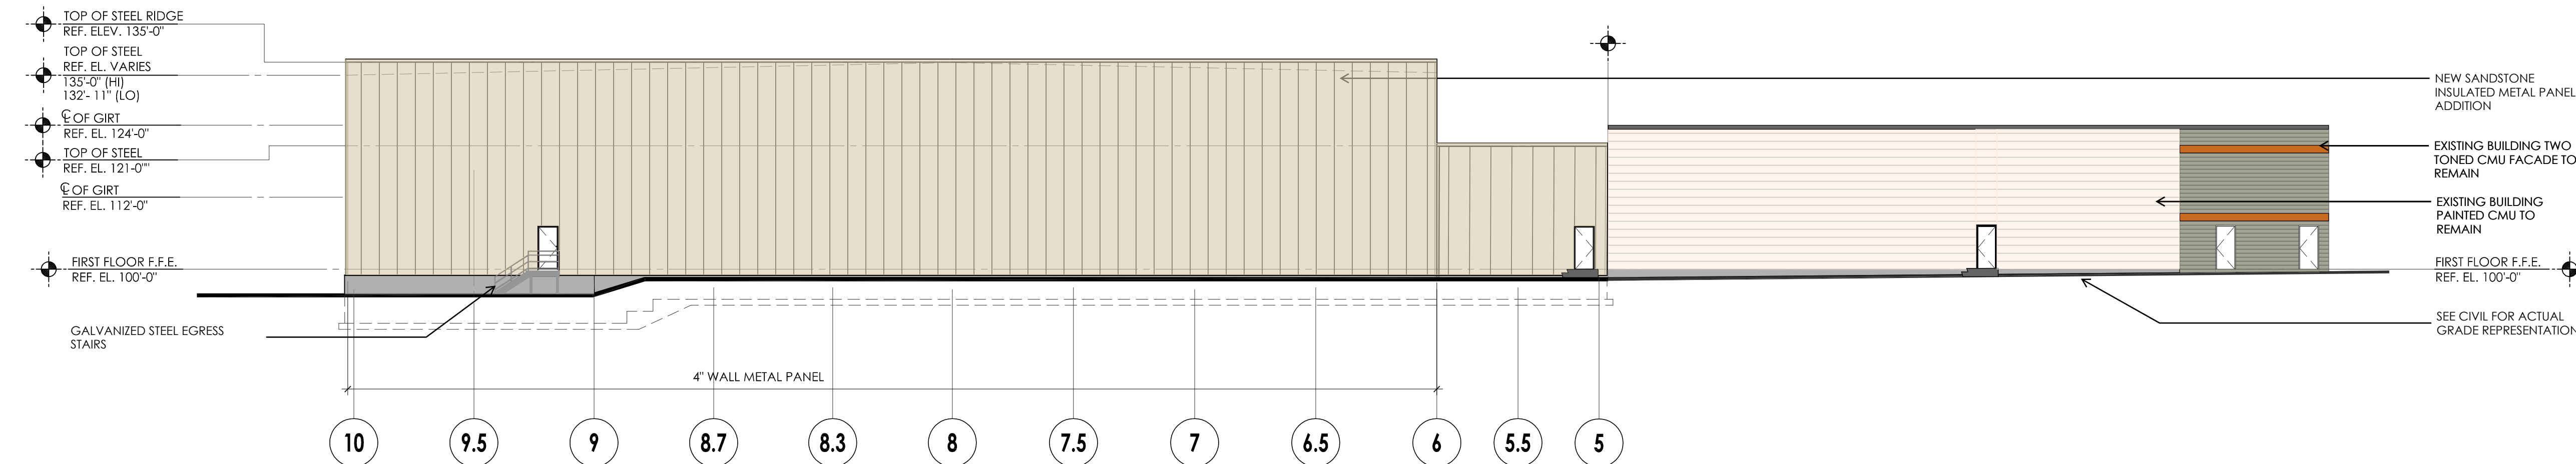 TOP OF STEEL RIDGE
REF. ELEV. 135'-0"
TOP OF STEEL
REF. EL. VARIES
135'-0" (HI)
132'- 11" (LO)
℄ OF GIRT
REF. EL. 124'-0"
TOP OF STEEL
REF. EL. 121-0'"'
℄ OF GIRT
REF. EL. 112'-0"
FIRST FLOOR F.F.E.
REF. EL. 100'-0"
GALVANIZED STEEL EGRESS
STAIRS
4" WALL METAL PANEL
10 9.5 9 8.7 8.3 8 7.5 7 6.5 6 5.5 5
NEW SANDSTONE
INSULATED METAL PANEL
ADDITION
EXISTING BUILDING TWO
TONED CMU FACADE TO
REMAIN
EXISTING BUILDING
PAINTED CMU TO
REMAIN
FIRST FLOOR F.F.E.
REF. EL. 100'-0"
SEE CIVIL FOR ACTUAL
GRADE REPRESENTATION